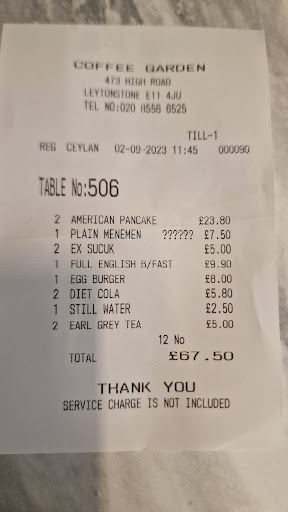 COFFEE GARDEN
473 HIGH ROAD
LEYTONSTONE E11 4JU
TEL NO:020 8556 6525
TILL-1
REG CEYLAN 02-09-2023 11:45 000090
TABLE No:506
2 AMERICAN PANCAKE £23.80
1 PLAIN MENEMEN ?????? £7.50
2 EX SUCUK £5.00
1 FULL ENGLISH B/FAST £9.90
1 EGG BURGER £8.00
2 DIET COLA £5.80
1 STILL WATER £2.50
2 EARL GREY TEA £5.00
12 No
TOTAL £67.50
THANK YOU
SERVICE CHARGE IS NOT INCLUDED